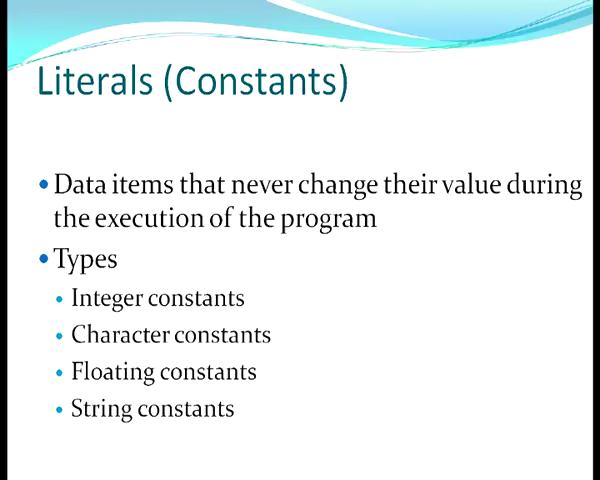 Literals (Constants)
Data items that never change their value during
the execution of the program
Types
Integer constants
Character constants
Floating constants
String constants